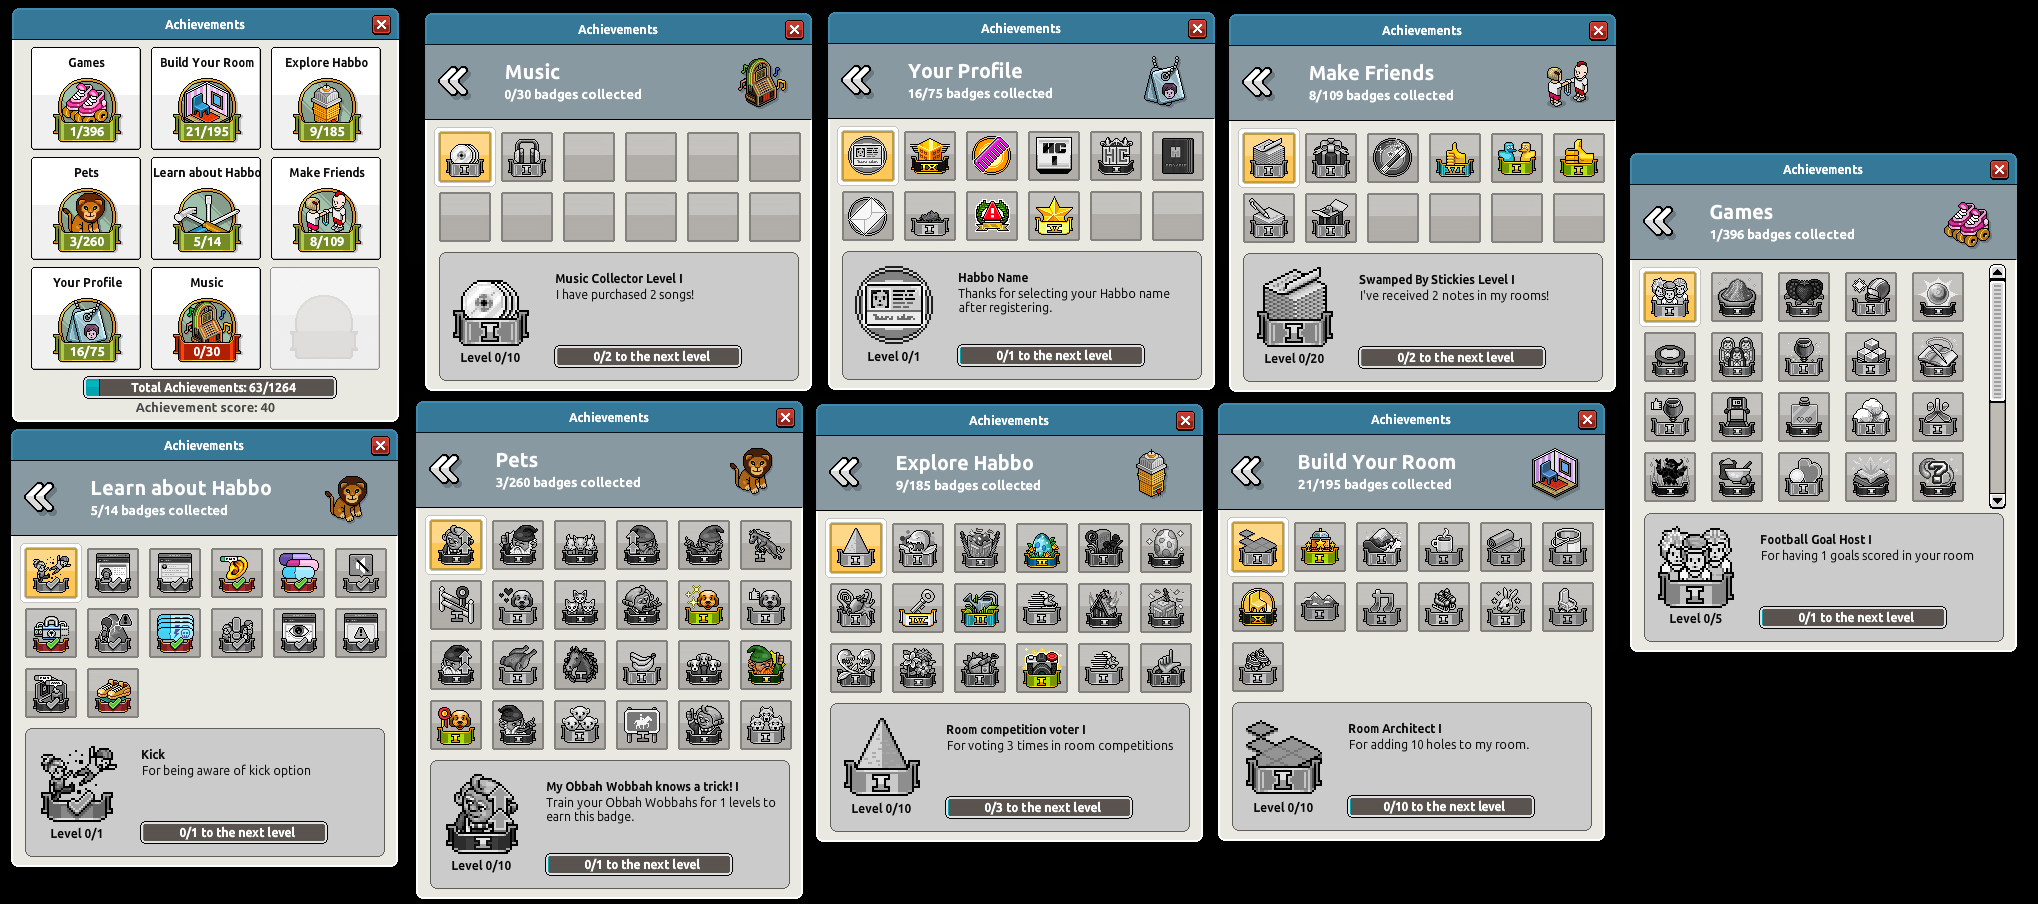 Achievements
Games
Build Your Room
Explore Habbo
1/396
21/195
9/185
Pets
Learn about Habbo
Make Friends
3/260
5/14
8/109
Your Profile
Music
16/75
0/30
Total Achievements: 63/1264
Achievement score: 40
Achievements
Music
0/30 badges collected
I
I
Music Collector Level I
I have purchased 2 songs!
I
Level 0/10
0/2 to the next level
Achievements
Your Profile
16/75 badges collected
IX
HC
I
HC
H
I
V
Habbo Name
Thanks for selecting your Habbo name
after registering.
Level 0/1
0/1 to the next level
Achievements
Make Friends
8/109 badges collected
I
I
VI
I
I
I
I
Swamped By Stickies Level I
I've received 2 notes in my rooms!
I
Level 0/20
0/2 to the next level
Achievements
Games
1/396 badges collected
Football Goal Host I
For having 1 goals scored in your room
I
Level 0/5
0/1 to the next level
Achievements
Learn about Habbo
5/14 badges collected
Kick
For being aware of kick option
Level 0/1
0/1 to the next level
Achievements
Pets
3/260 badges collected
My Obbah Wobbah knows a trick! I
Train your Obbah Wobbahs for 1 levels to
earn this badge.
I
Level 0/10
0/1 to the next level
Achievements
Explore Habbo
9/185 badges collected
Room competition voter I
For voting 3 times in room competitions
I
Level 0/10
0/3 to the next level
Achievements
Build Your Room
21/195 badges collected
Room Architect I
For adding 10 holes to my room.
I
Level 0/10
0/10 to the next level